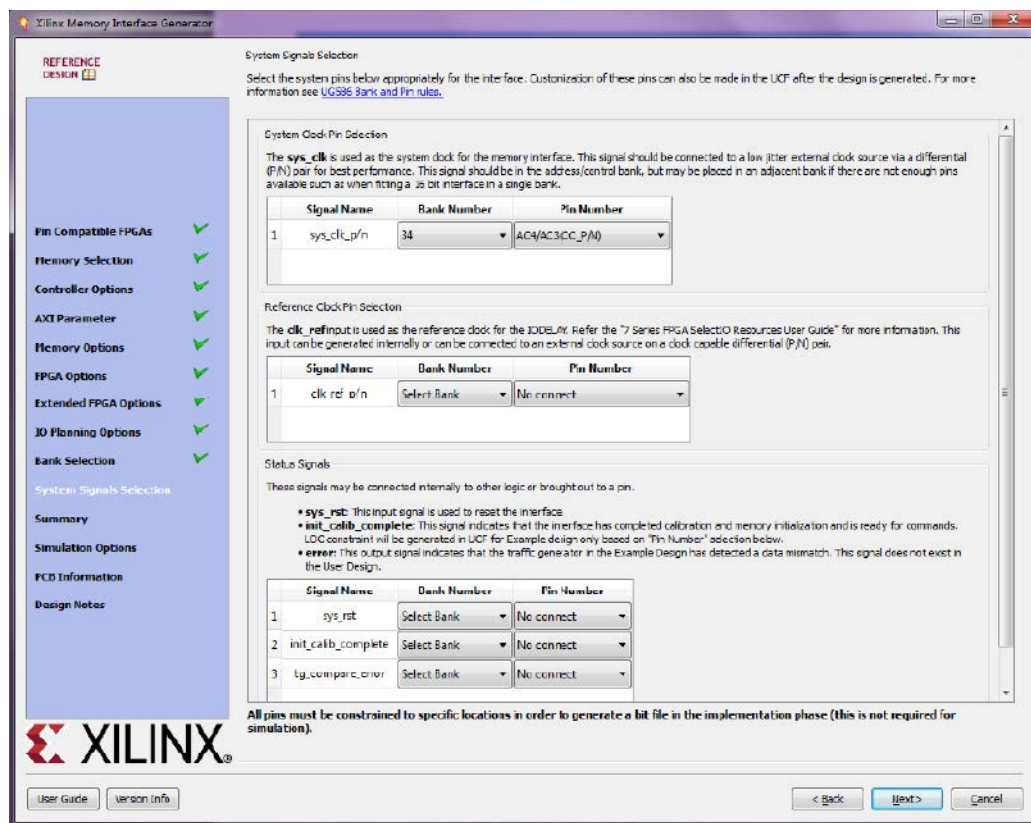 Xilinx Memory Interface Generator
REFERENCE
DESIGN
Pin Compatible FPGAs
Memory Selection
Controller Options
AXI Parameter
Memory Options
FPGA Options
Extended FPGA Options
IO Planning Options
Bank Selection
System Signals Selection
Summary
Simulation Options
PCB Information
Design Notes
XILINX®
System Signals Selection
Select the system pins below appropriately for the interface. Customization of these pins can also be made in the UCF after the design is generated. For more
information see UG586 Bank and Pin rules.
System Clock Pin Selection
The sys_clk is used as the system clock for the memory interface. This signal should be connected to a low jitter external clock source via a differential
(P/N) pair for best performance. This signal should be in the address/control bank, but may be placed in an adjacent bank if there are not enough pins
available such as when fitting a 16 bit interface in a single bank.
Signal Name Bank Number Pin Number
1 sys_clk_p/n 34 AC4/AC3(CC_P/N)
Reference Clock Pin Selection
The clk_ref input is used as the reference clock for the IODELAY. Refer the "7 Series FPGA SelectIO Resources User Guide" for more information. This
input can be generated internally or can be connected to an external clock source on a clock capable differential (P/N) pair.
Signal Name Bank Number Pin Number
1 clk_ref_p/n Select Bank No connect
Status Signals
These signals may be connected internally to other logic or brought out to a pin.
• sys_rst: This input signal is used to reset the interface
• init_calib_complete: This signal indicates that the interface has completed calibration and memory initialization and is ready for commands.
LOC constraint will be generated in UCF for Example design only based on "Pin Number" selection below.
• error: This output signal indicates that the traffic generator in the Example Design has detected a data mismatch. This signal does not exist in
the User Design.
Signal Name Bank Number Pin Number
1 sys_rst Select Bank No connect
2 init_calib_complete Select Bank No connect
3 tg_compare_error Select Bank No connect
All pins must be constrained to specific locations in order to generate a bit file in the implementation phase (this is not required for
simulation).
User Guide Version Info < Back Next > Cancel